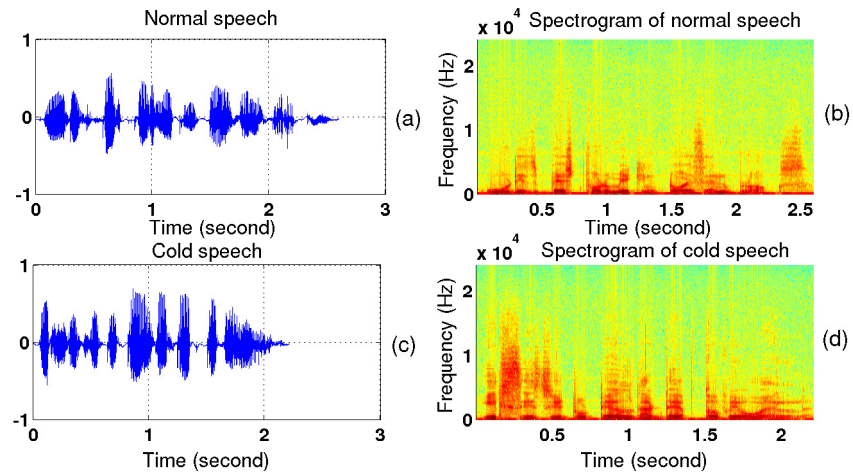 Normal speech
1
0
-1
0
1
2
3
Time (second)
(a)
Spectrogram of normal speech
x 10^4
Frequency (Hz)
2
1
0
0.5
1
1.5
2
2.5
Time (second)
(b)
Cold speech
1
0
-1
0
1
2
3
Time (second)
(c)
Spectrogram of cold speech
x 10^4
Frequency (Hz)
2
1
0
0.5
1
1.5
2
Time (second)
(d)